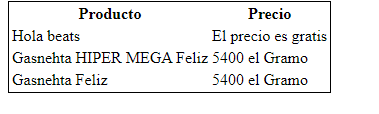 Producto Precio
Hola beats El precio es gratis
Gasnehta HIPER MEGA Feliz 5400 el Gramo
Gasnehta Feliz 5400 el Gramo